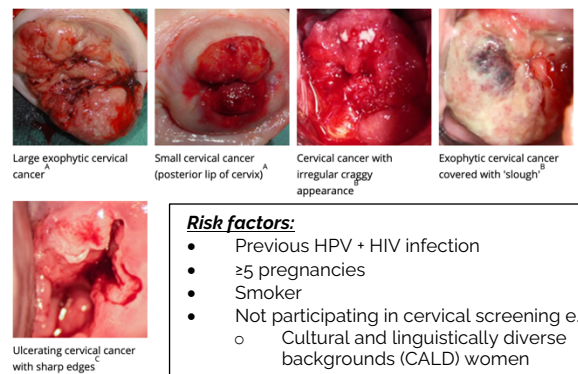 Large exophytic cervical
cancer A
Small cervical cancer
(posterior lip of cervix) A
Cervical cancer with
irregular craggy
appearance B
Exophytic cervical cancer
covered with 'slough' B
Ulcerating cervical cancer
with sharp edges C
Risk factors:
• Previous HPV + HIV infection
• ≥5 pregnancies
• Smoker
• Not participating in cervical screening e.
o Cultural and linguistically diverse
backgrounds (CALD) women